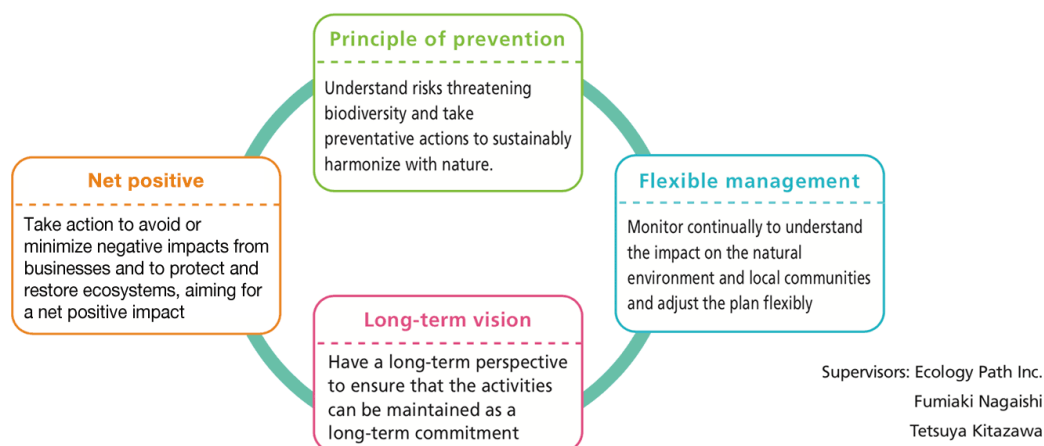 Principle of prevention
Understand risks threatening
biodiversity and take
preventative actions to sustainably
harmonize with nature.
Net positive
Take action to avoid or
minimize negative impacts from
businesses and to protect and
restore ecosystems, aiming for
a net positive impact
Flexible management
Monitor continually to understand
the impact on the natural
environment and local communities
and adjust the plan flexibly
Long-term vision
Have a long-term perspective
to ensure that the activities
can be maintained as a
long-term commitment
Supervisors: Ecology Path Inc.
Fumiaki Nagaishi
Tetsuya Kitazawa